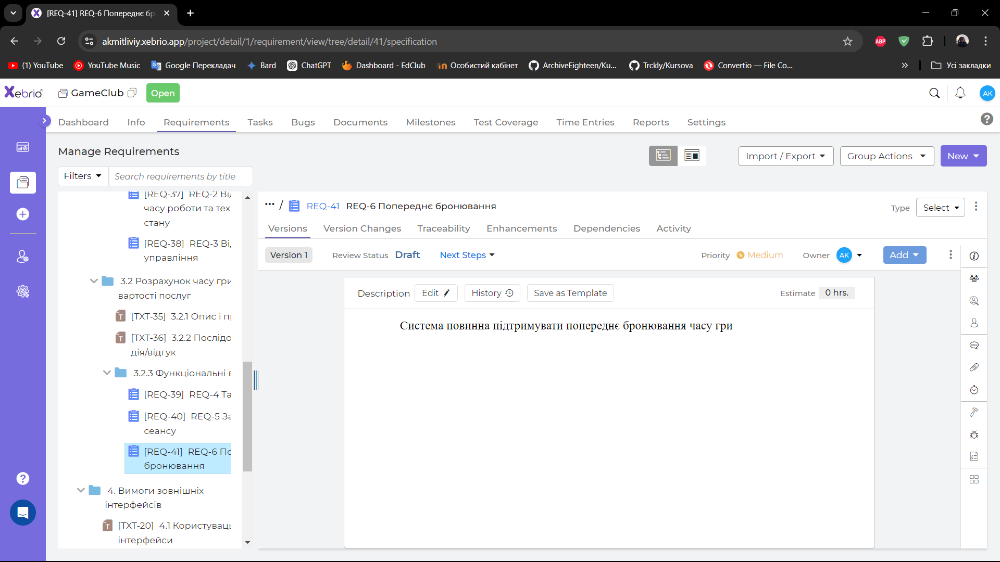 [REQ-41] REQ-6 Попереднє бр
akmitliviy.xebrio.app/project/detail/1/requirement/view/tree/detail/41/specification
ABP
(1) YouTube
YouTube Music
Google Перекладач
Bard
ChatGPT
Dashboard - EdClub
Особистий кабінет
ArchiveEighteen/Ku...
Trckly/Kursova
Convertio — File Co...
Усі закладки
Xebrio
GameClub
Open
AK
Dashboard
Info
Requirements
Tasks
Bugs
Documents
Milestones
Test Coverage
Time Entries
Reports
Settings
Manage Requirements
Import / Export
Group Actions
New
Filters
Search requirements by title
[REQ-37] REQ-2 Ві
часу роботи та тех
стану
[REQ-38] REQ-3 Ві
управління
3.2 Розрахунок часу гри
вартості послуг
[TXT-35] 3.2.1 Опис і п
[TXT-36] 3.2.2 Послідо
дія/відгук
3.2.3 Функціональні в
[REQ-39] REQ-4 Та
[REQ-40] REQ-5 За
сеансу
[REQ-41] REQ-6 По
бронювання
4. Вимоги зовнішніх
інтерфейсів
[TXT-20] 4.1 Користуваць
інтерфейси
... / REQ-41 REQ-6 Попереднє бронювання
Type
Select
Versions
Version Changes
Traceability
Enhancements
Dependencies
Activity
Version 1
Review Status Draft
Next Steps
Priority Medium
Owner AK
Add
Description
Edit
History
Save as Template
Estimate 0 hrs.
Система повинна підтримувати попереднє бронювання часу гри